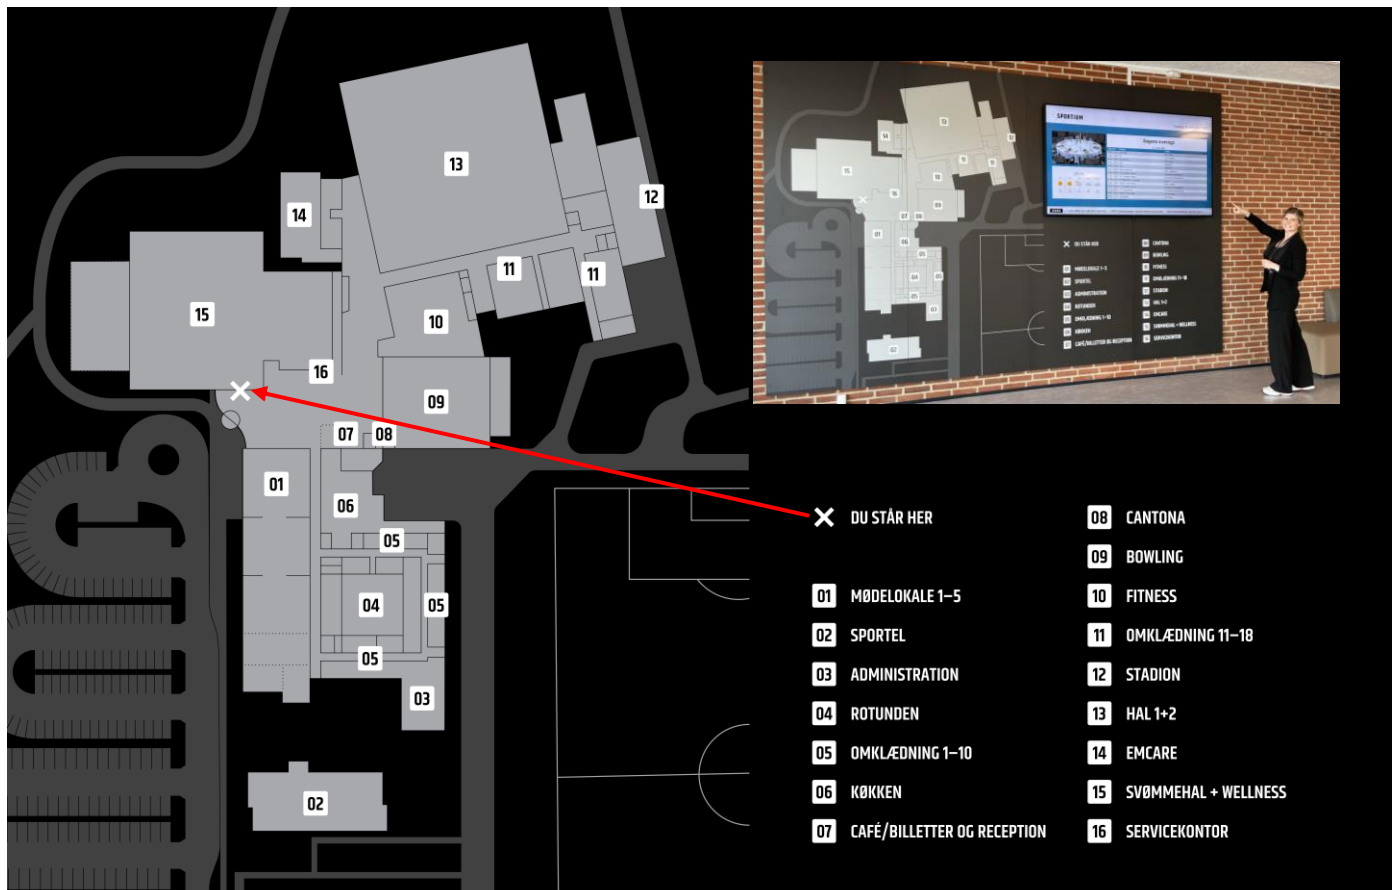 13
12
14
11
11
15
10
16
09
07
08
01
06
05
04
05
05
03
02
SPORTIUM
DU STÅR HER
01 MØDELOKALE 1–5
02 SPORTEL
03 ADMINISTRATION
04 ROTUNDEN
05 OMKLÆDNING 1–10
06 KØKKEN
07 CAFÉ/BILLETTER OG RECEPTION
08 CANTONA
09 BOWLING
10 FITNESS
11 OMKLÆDNING 11–18
12 STADION
13 HAL 1+2
14 EMCARE
15 SVØMMEHAL + WELLNESS
16 SERVICEKONTOR